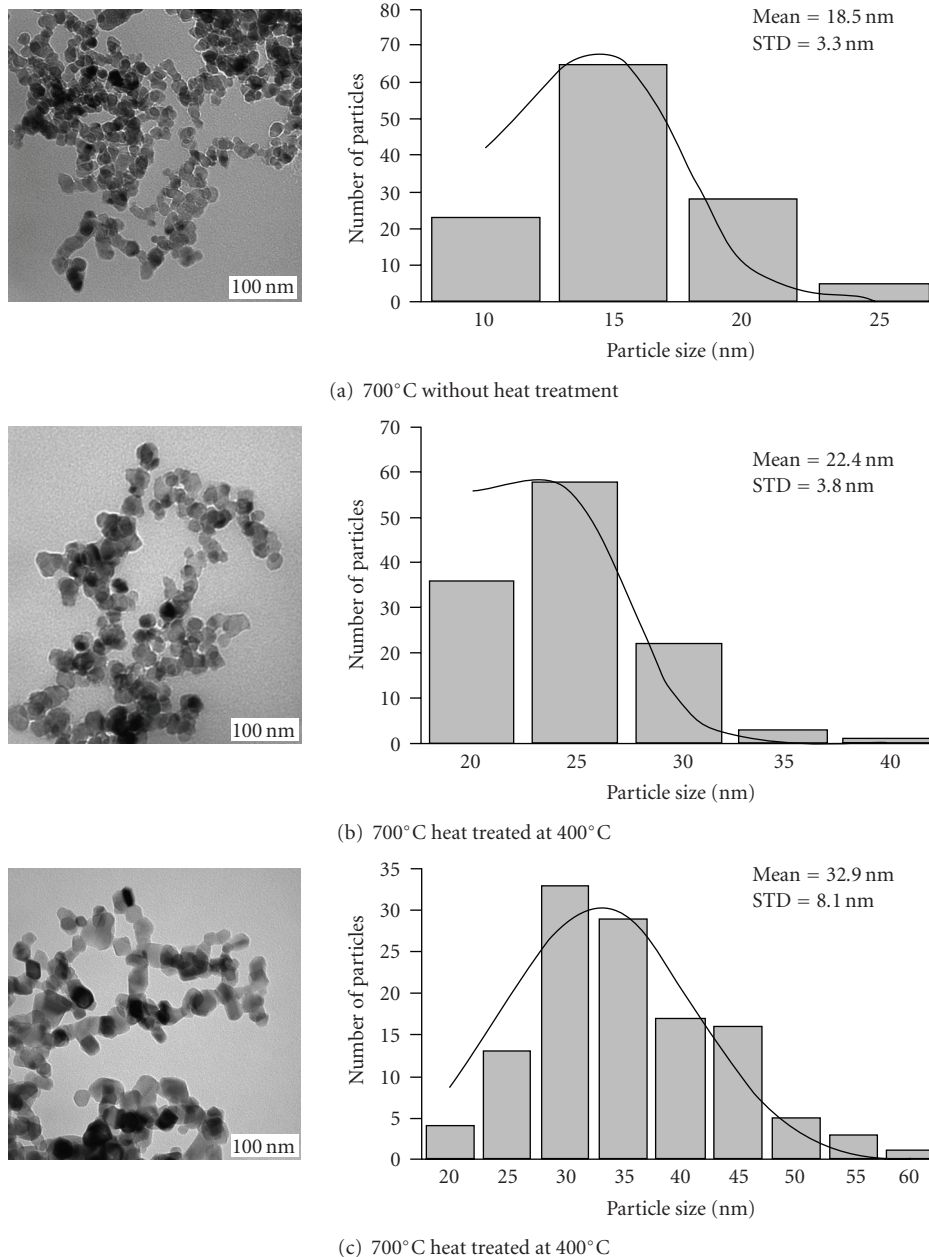 80
70
60
50
40
30
20
10
0
Number of particles
Mean = 18.5 nm
STD = 3.3 nm
100 nm
10 15 20 25
Particle size (nm)
(a) 700°C without heat treatment
70
60
50
40
30
20
10
0
Number of particles
Mean = 22.4 nm
STD = 3.8 nm
100 nm
20 25 30 35 40
Particle size (nm)
(b) 700°C heat treated at 400°C
35
30
25
20
15
10
5
0
Number of particles
Mean = 32.9 nm
STD = 8.1 nm
100 nm
20 25 30 35 40 45 50 55 60
Particle size (nm)
(c) 700°C heat treated at 400°C